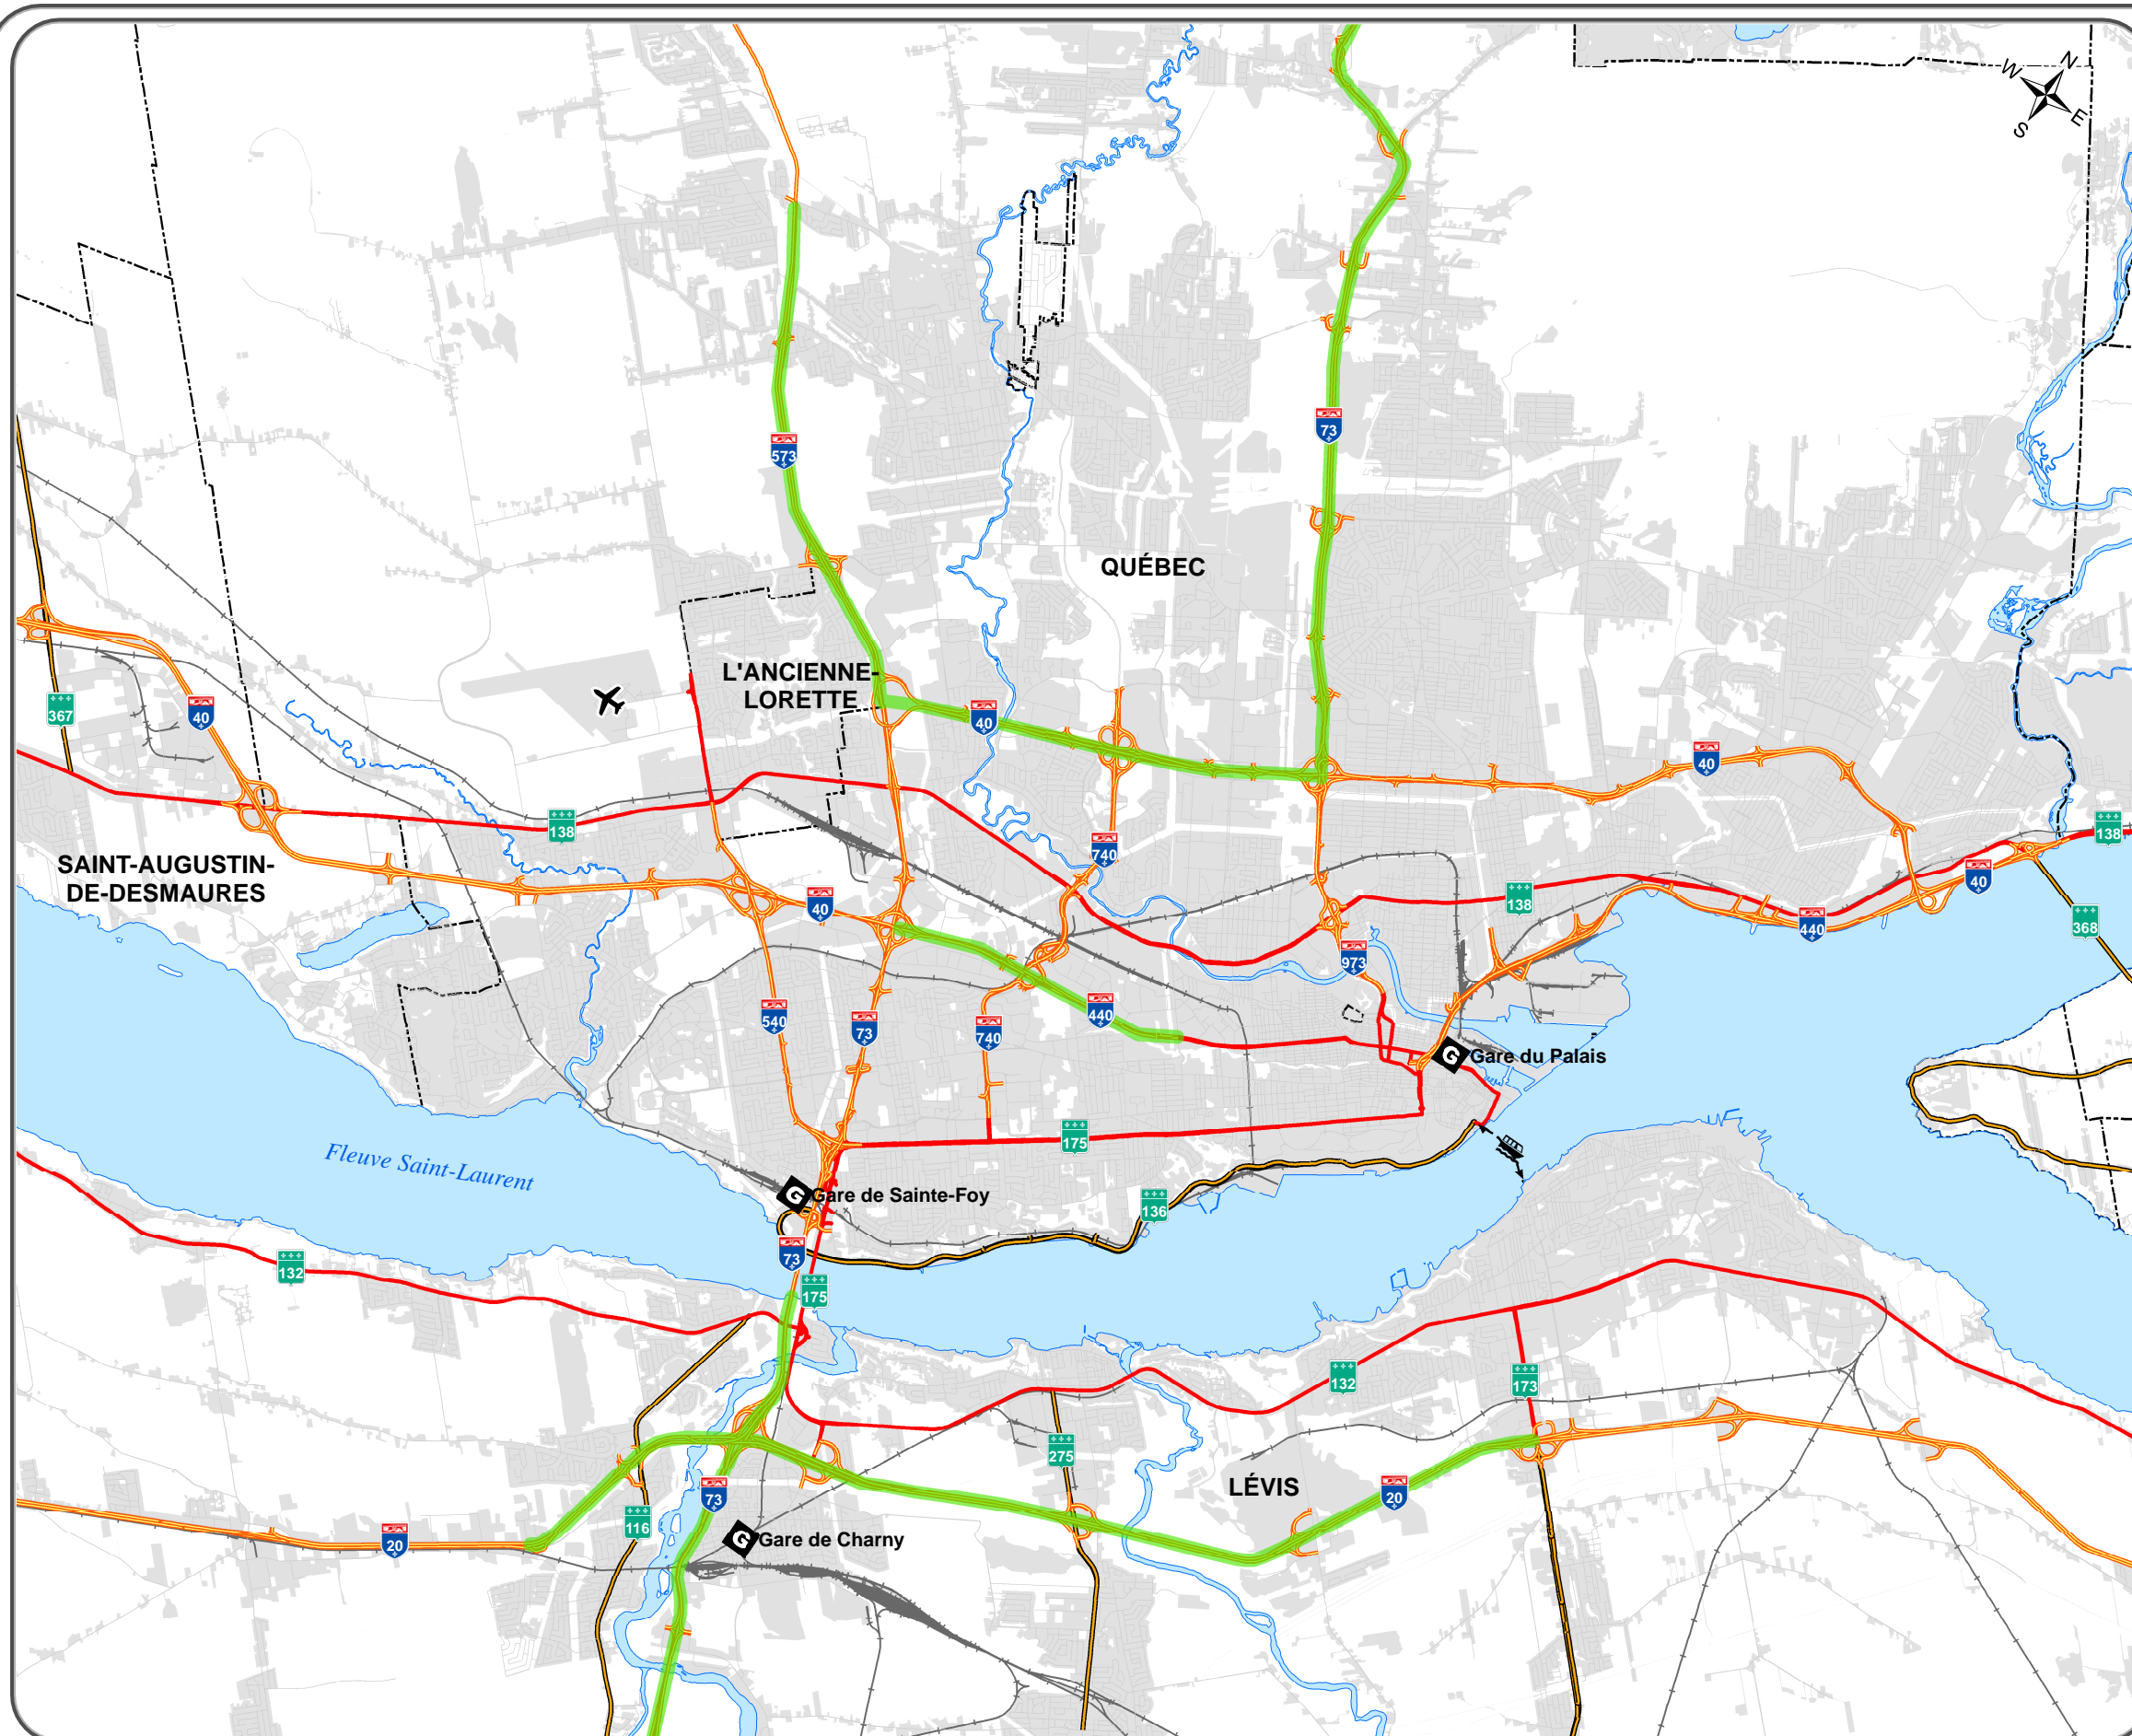 N
W
E
S
73
573
QUÉBEC
L'ANCIENNE-
LORETTE
367
40
40
40
138
138
138
740
SAINT-AUGUSTIN-
DE-DESMAURES
40
40
440
368
973
540
73
740
440
Gare du Palais
175
Fleuve Saint-Laurent
G
Gare de Sainte-Foy
136
73
132
175
132
173
275
LÉVIS
20
73
116
20
G
Gare de Charny
G